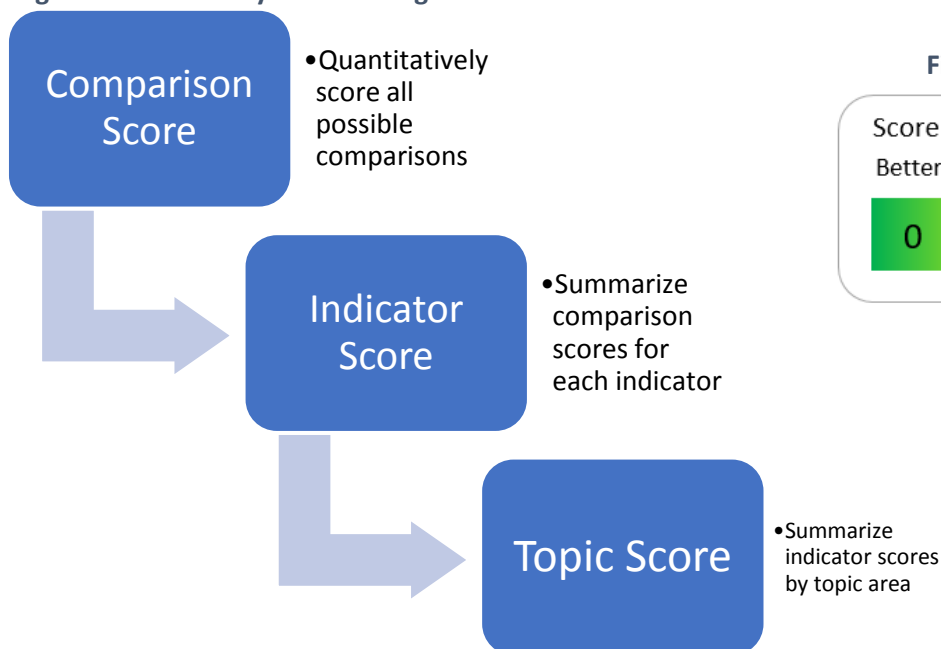 Comparison
Score
•Quantitatively
score all
possible
comparisons
F
Score
Better
0
Indicator
Score
•Summarize
comparison
scores for
each indicator
Topic Score
•Summarize
indicator scores
by topic area